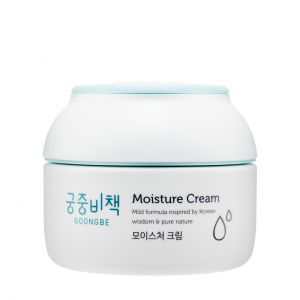 궁중비책
GOONGBE
Moisture Cream
Mild formula inspired by Korean
wisdom & pure nature
모이스처 크림